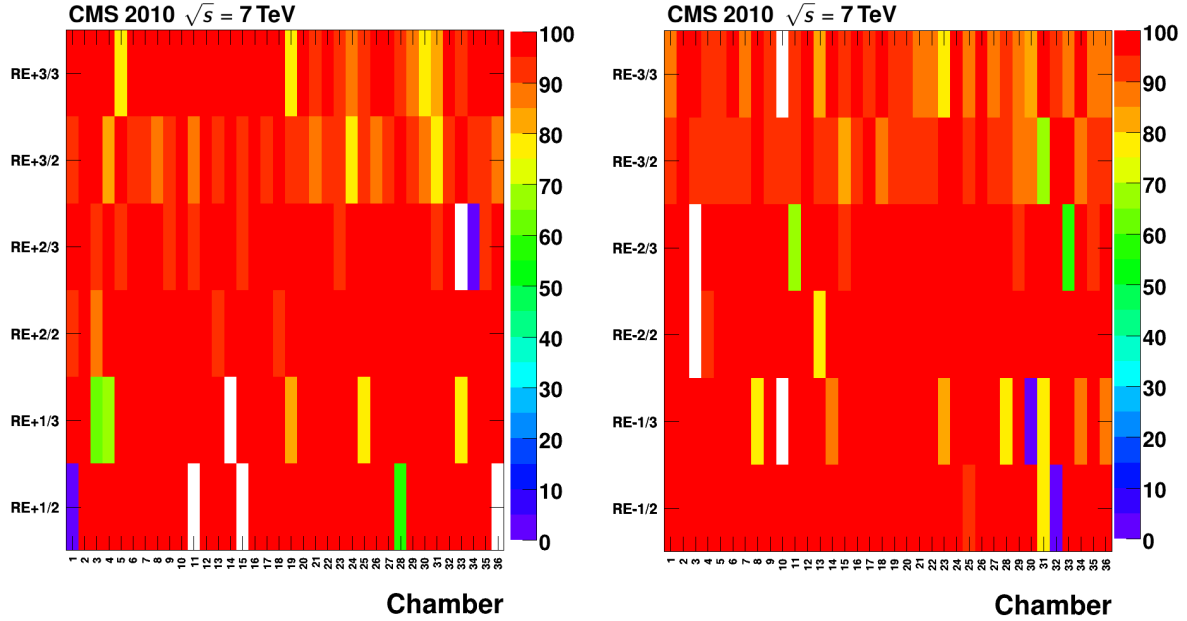 CMS 2010 √s = 7 TeV
RE+3/3
RE+3/2
RE+2/3
RE+2/2
RE+1/3
RE+1/2
1 2 3 4 5 6 7 8 9 10 11 12 13 14 15 16 17 18 19 20 21 22 23 24 25 26 27 28 29 30 31 32 33 34 35 36
Chamber
100
90
80
70
60
50
40
30
20
10
0
CMS 2010 √s = 7 TeV
RE-3/3
RE-3/2
RE-2/3
RE-2/2
RE-1/3
RE-1/2
1 2 3 4 5 6 7 8 9 10 11 12 13 14 15 16 17 18 19 20 21 22 23 24 25 26 27 28 29 30 31 32 33 34 35 36
Chamber
100
90
80
70
60
50
40
30
20
10
0